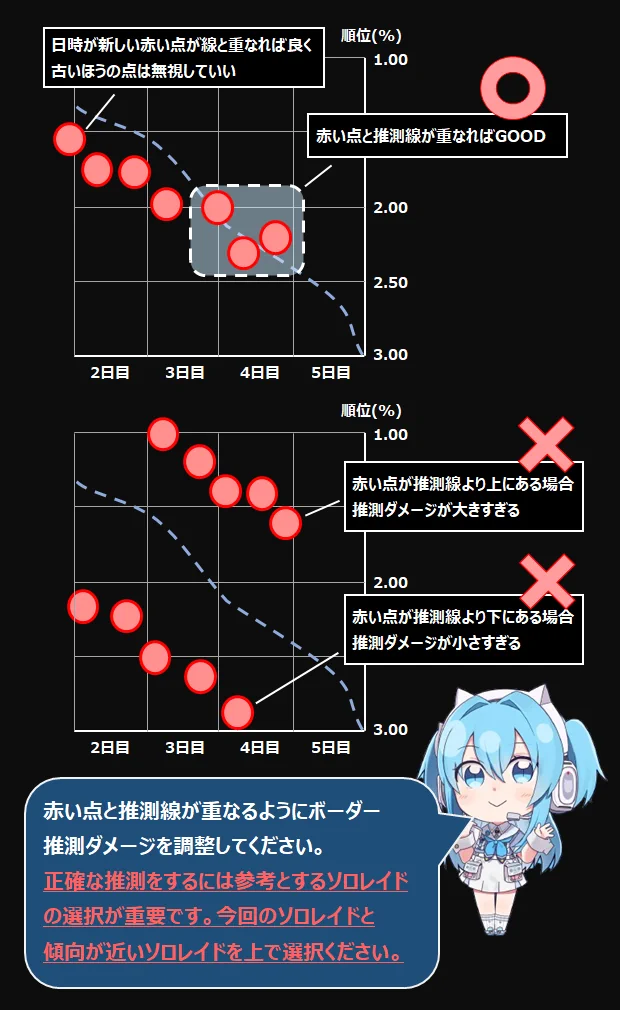 日時が新しい赤い点が線と重なれば良く
古いほうの点は無視していい
順位(%)
1.00
赤い点と推測線が重なればGOOD
2.00
2.50
3.00
2日目
3日目
4日目
5日目
順位(%)
1.00
赤い点が推測線より上にある場合
推測ダメージが大きすぎる
2.00
赤い点が推測線より下にある場合
推測ダメージが小さすぎる
3.00
2日目
3日目
4日目
5日目
赤い点と推測線が重なるようにボーダー
推測ダメージを調整してください。
正確な推測をするには参考とするソロレイド
の選択が重要です。今回のソロレイドと
傾向が近いソロレイドを上で選択ください。